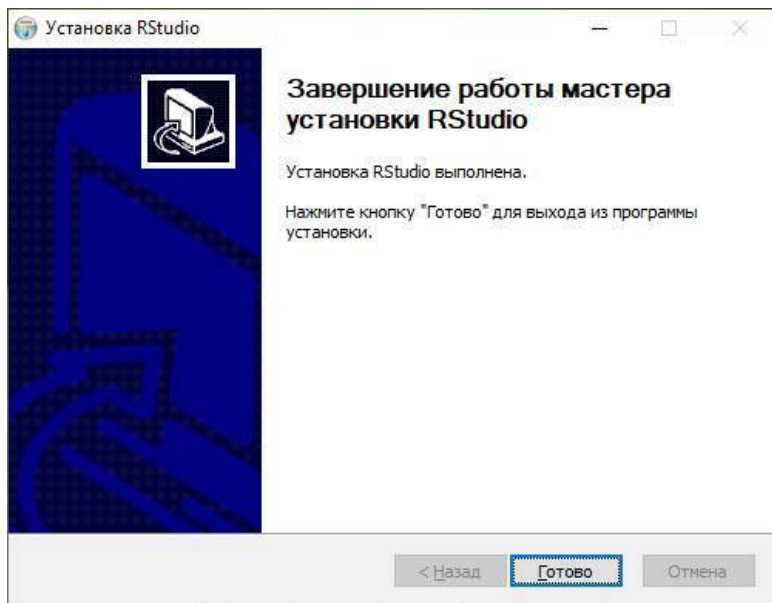 Установка RStudio
Завершение работы мастера
установки RStudio
Установка RStudio выполнена.
Нажмите кнопку "Готово" для выхода из программы
установки.
< Назад
Готово
Отмена